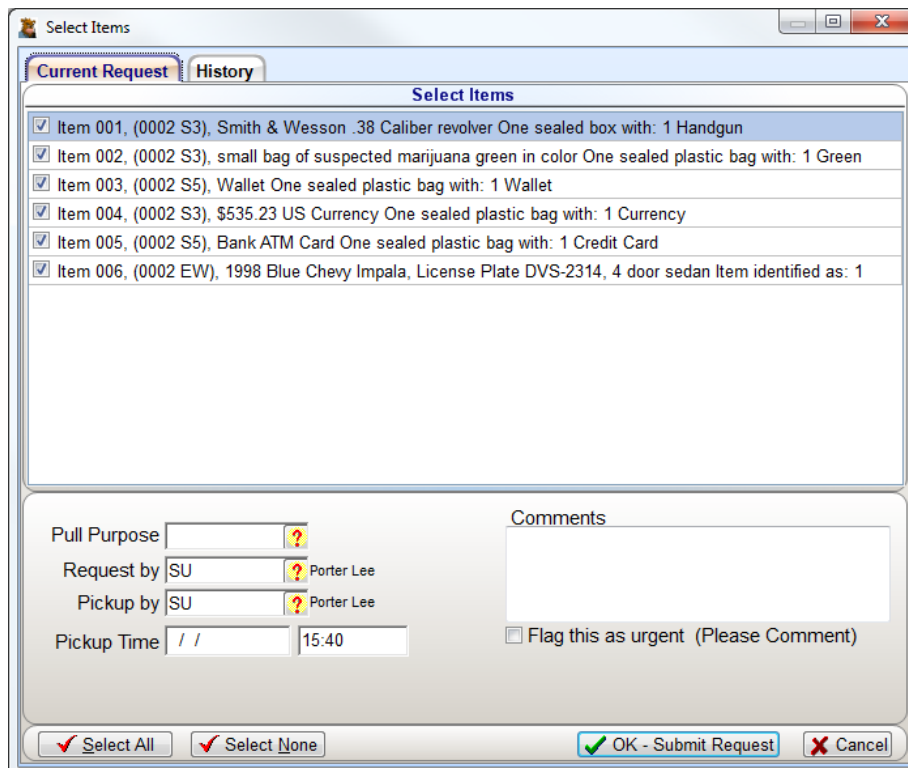 Select Items
Current Request History
Select Items
Item 001, (0002 S3), Smith & Wesson .38 Caliber revolver One sealed box with: 1 Handgun
Item 002, (0002 S3), small bag of suspected marijuana green in color One sealed plastic bag with: 1 Green
Item 003, (0002 S5), Wallet One sealed plastic bag with: 1 Wallet
Item 004, (0002 S3), $535.23 US Currency One sealed plastic bag with: 1 Currency
Item 005, (0002 S5), Bank ATM Card One sealed plastic bag with: 1 Credit Card
Item 006, (0002 EW), 1998 Blue Chevy Impala, License Plate DVS-2314, 4 door sedan Item identified as: 1
Pull Purpose ?
Request by SU ? Porter Lee
Pickup by SU ? Porter Lee
Pickup Time / / 15:40
Comments
Flag this as urgent (Please Comment)
Select All Select None OK - Submit Request Cancel